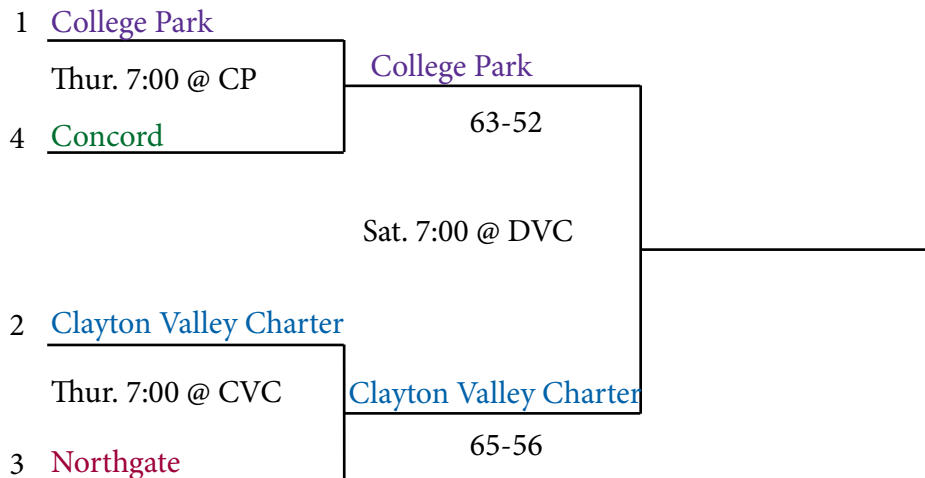 1 College Park
Thur. 7:00 @ CP
College Park
63-52
4 Concord
Sat. 7:00 @ DVC
2 Clayton Valley Charter
Thur. 7:00 @ CVC
Clayton Valley Charter
65-56
3 Northgate